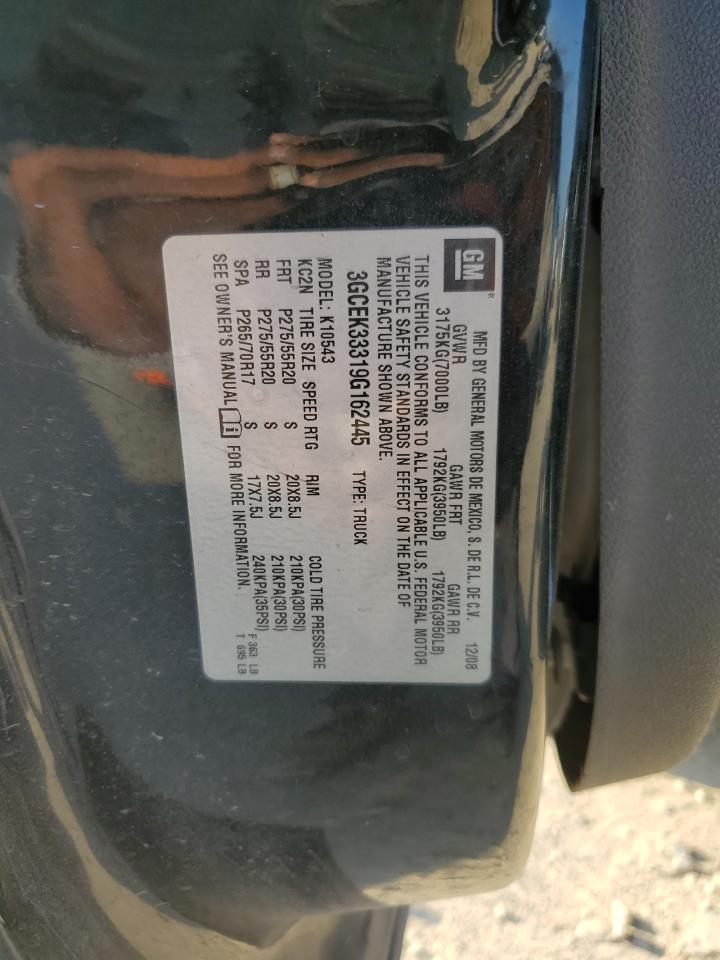 GM®
MFD BY GENERAL MOTORS DE MEXICO, S. DE R.L. DE C.V. 12/08
GVWR GAWR FRT GAWR RR
3175KG(7000LB) 1792KG(3950LB) 1792KG(3950LB)
THIS VEHICLE CONFORMS TO ALL APPLICABLE U.S. FEDERAL MOTOR
VEHICLE SAFETY STANDARDS IN EFFECT ON THE DATE OF
MANUFACTURE SHOWN ABOVE.
3GCEK33319G162445 TYPE: TRUCK
MODEL: K10543
KC2N TIRE SIZE SPEED RTG RIM COLD TIRE PRESSURE
FRT P275/55R20 S 20X8.5J 210KPA(30PSI)
RR P275/55R20 S 20X8.5J 210KPA(30PSI)
SPA P265/70R17 S 17X7.5J 240KPA(35PSI) F 363 LB
SEE OWNER'S MANUAL i FOR MORE INFORMATION. T 695 LB